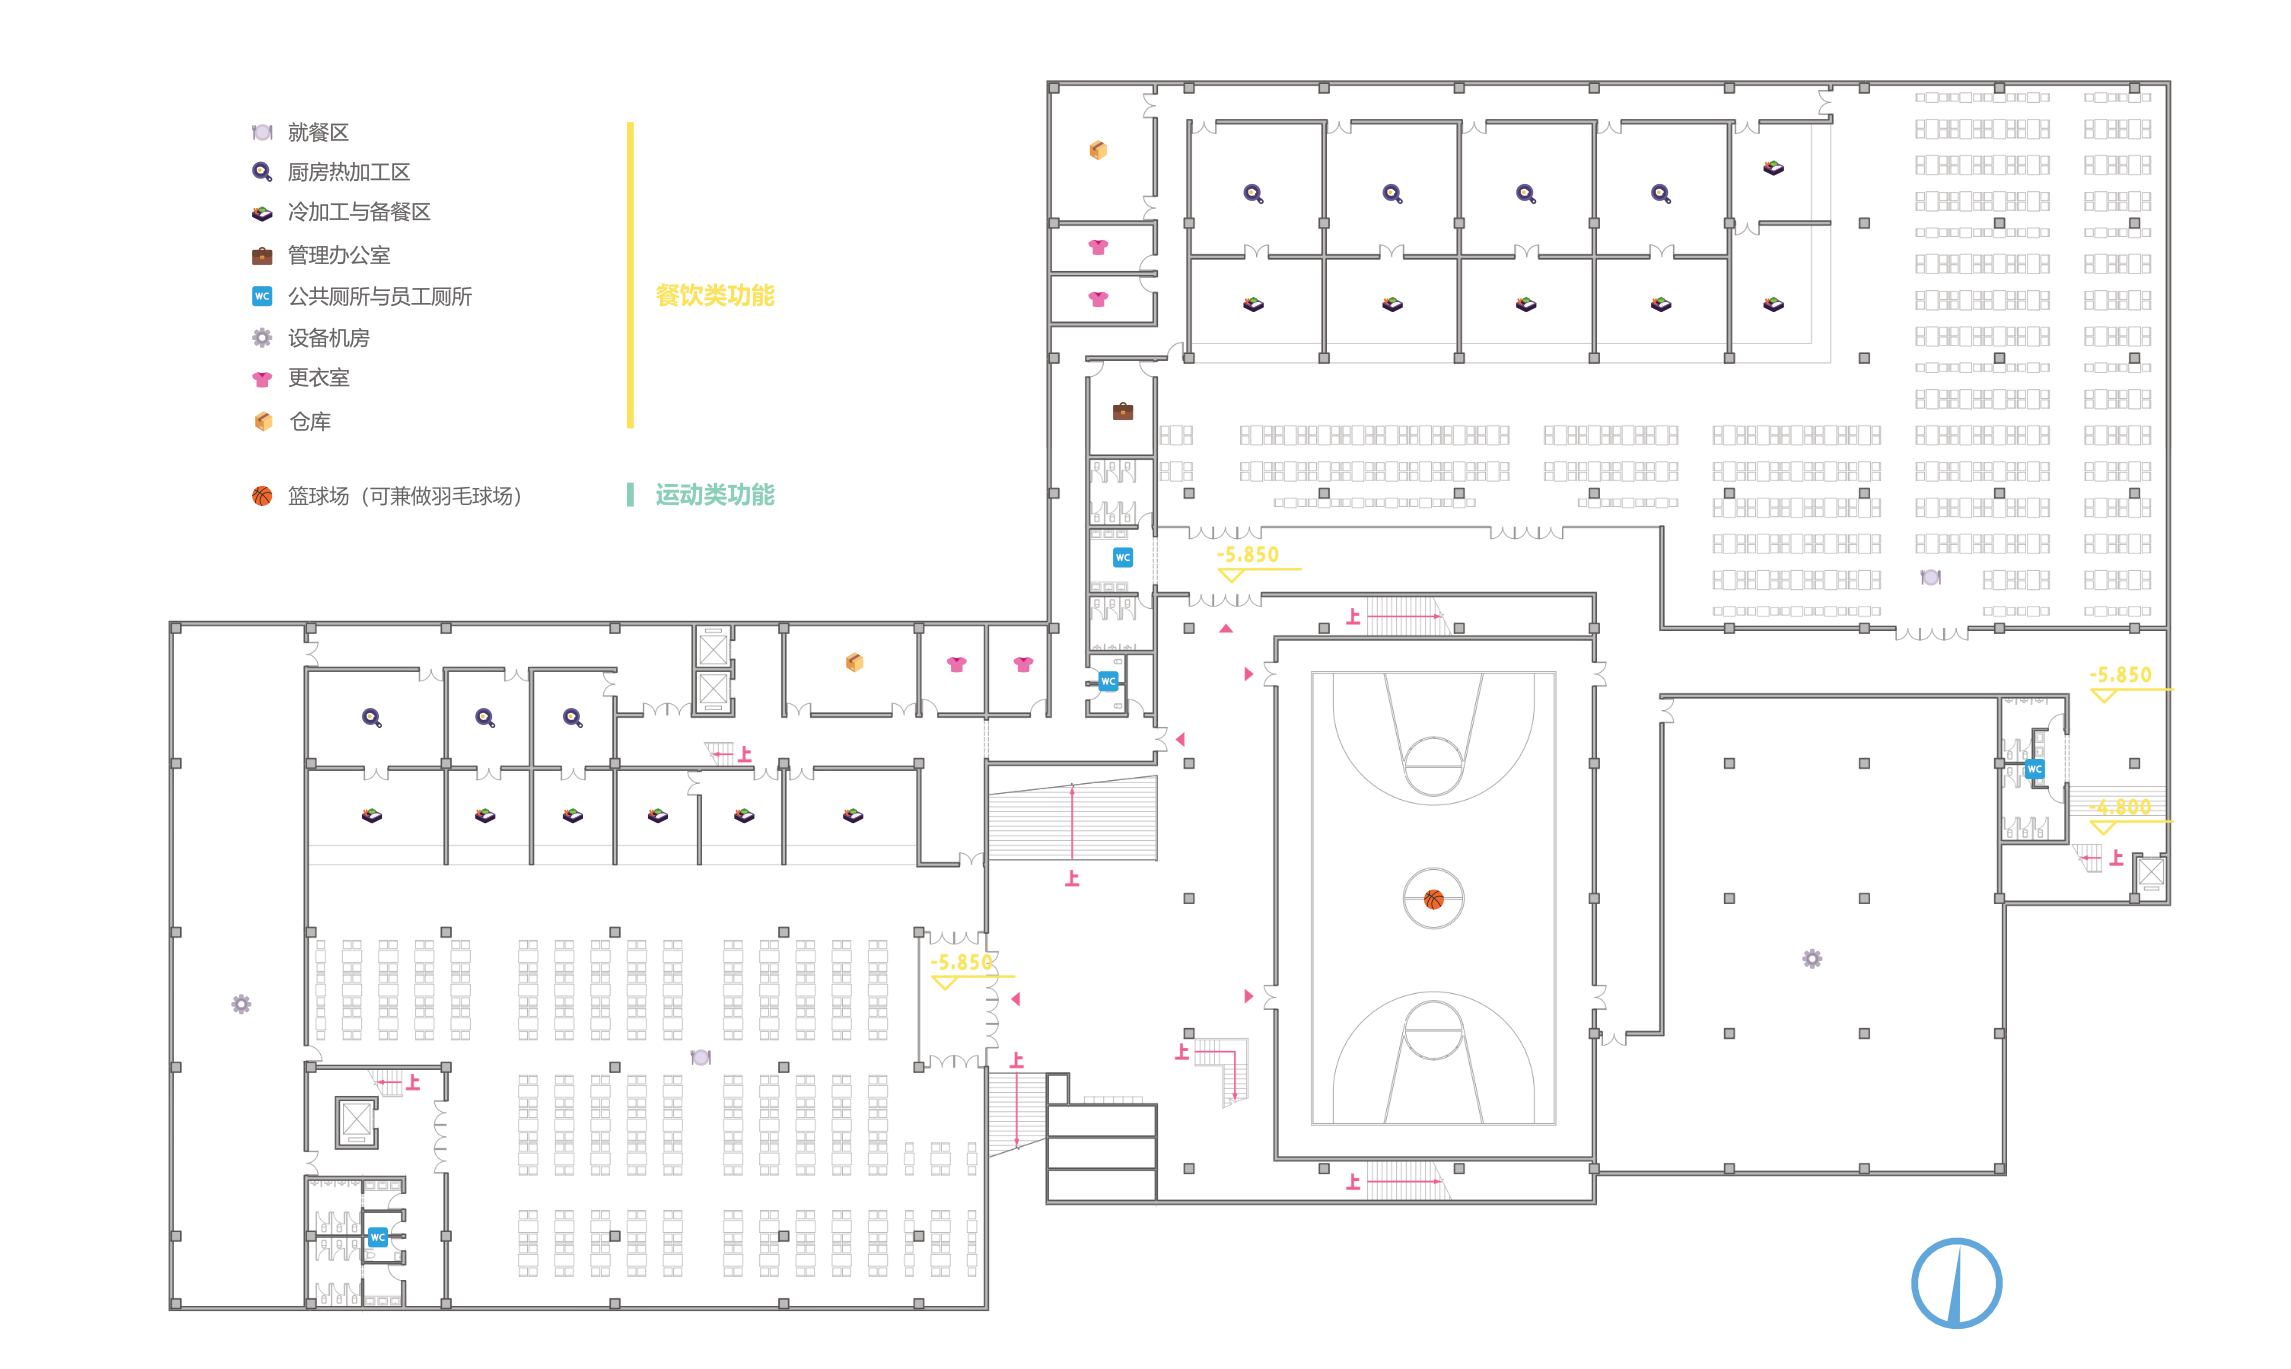 就餐区
厨房热加工区
冷加工与备餐区
管理办公室
WC 公共厕所与员工厕所
设备机房
更衣室
仓库
餐饮类功能
篮球场（可兼做羽毛球场）
运动类功能
WC
-5.850
上
WC
-5.850
上
WC
-4.800
上
上
上
-5.850
上
上
上
上
WC